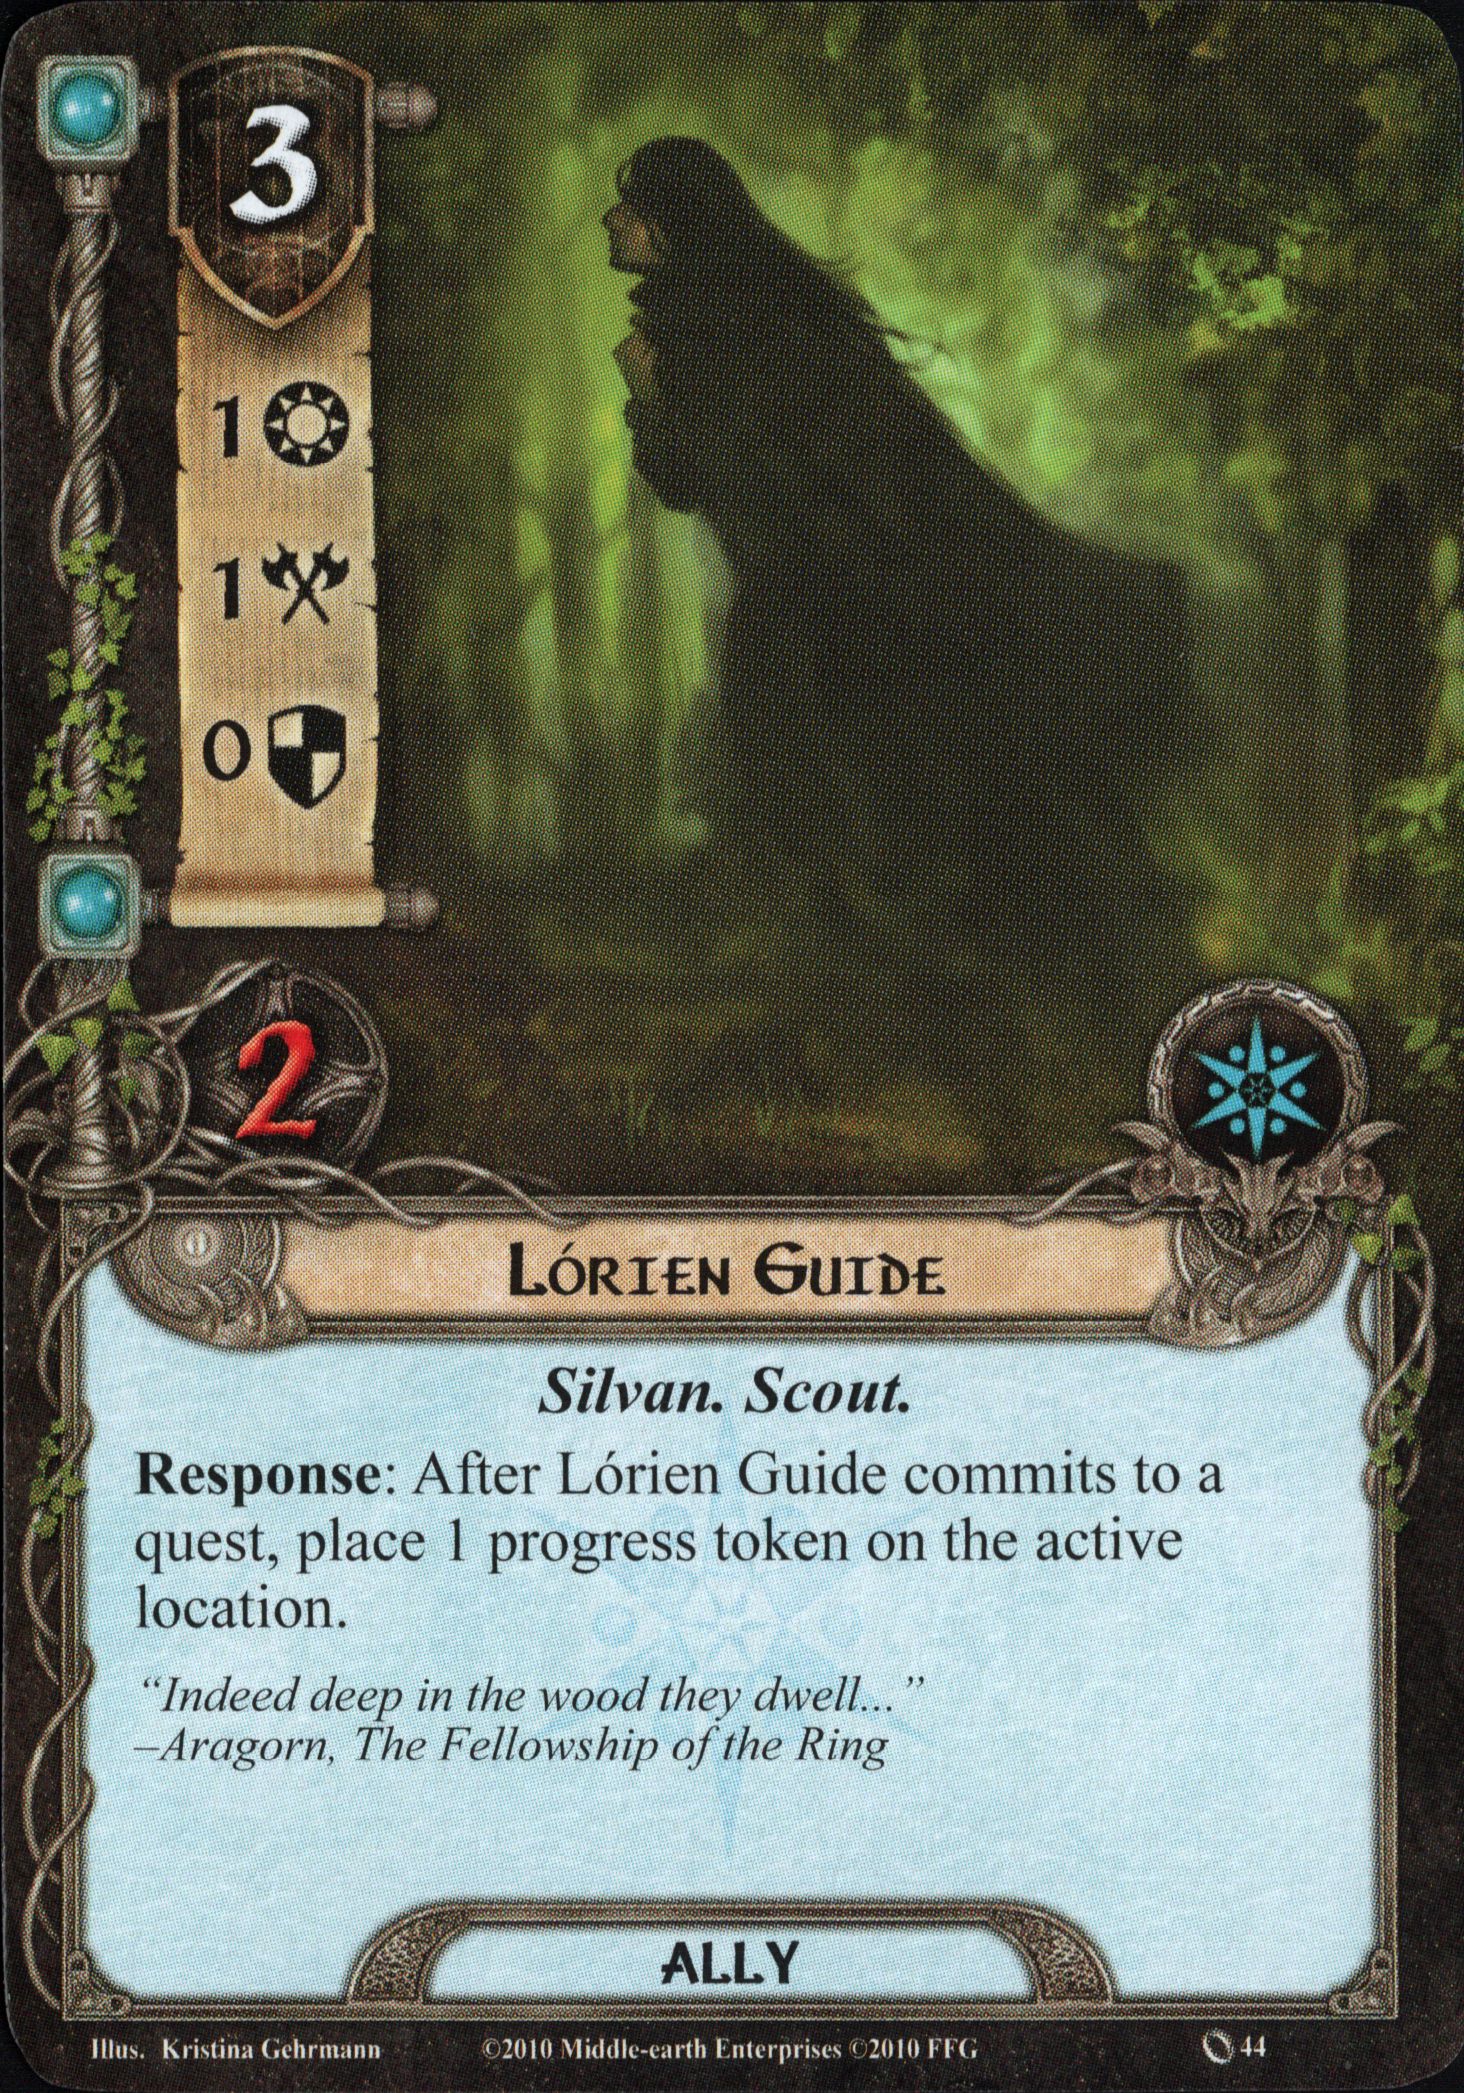 3
1
1
0
2
Lórien Guide
Silvan. Scout.
Response: After Lórien Guide commits to a
quest, place 1 progress token on the active
location.
“Indeed deep in the wood they dwell...”
–Aragorn, The Fellowship of the Ring
ALLY
Illus. Kristina Gehrmann ©2010 Middle-earth Enterprises ©2010 FFG 44